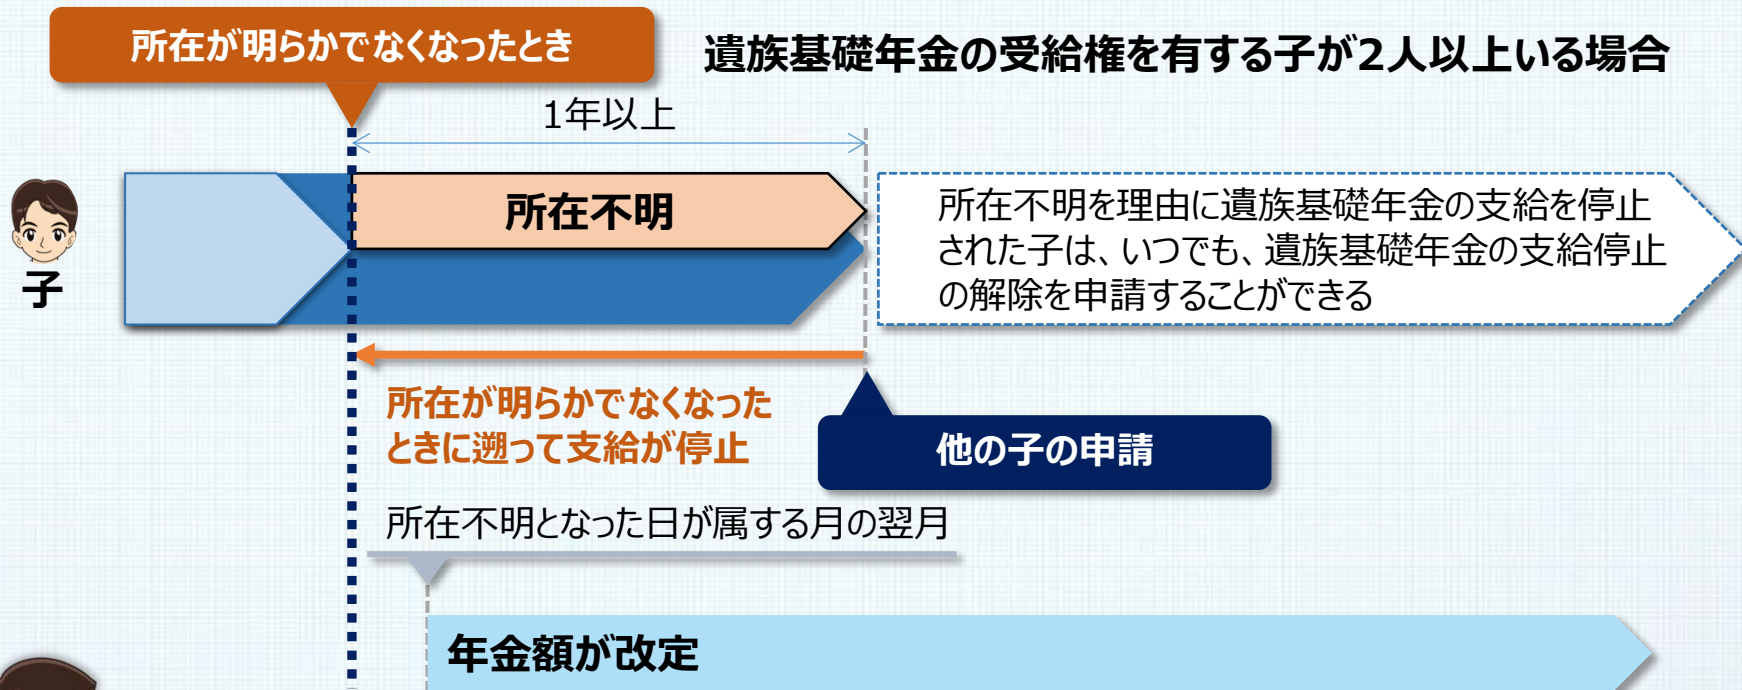 所在が明らかでなくなったとき
遺族基礎年金の受給権を有する子が2人以上いる場合
1年以上
所在不明
子
所在不明を理由に遺族基礎年金の支給を停止
された子は、いつでも、遺族基礎年金の支給停止
の解除を申請することができる
所在が明らかでなくなった
ときに遡って支給が停止
他の子の申請
所在不明となった日が属する月の翌月
年金額が改定